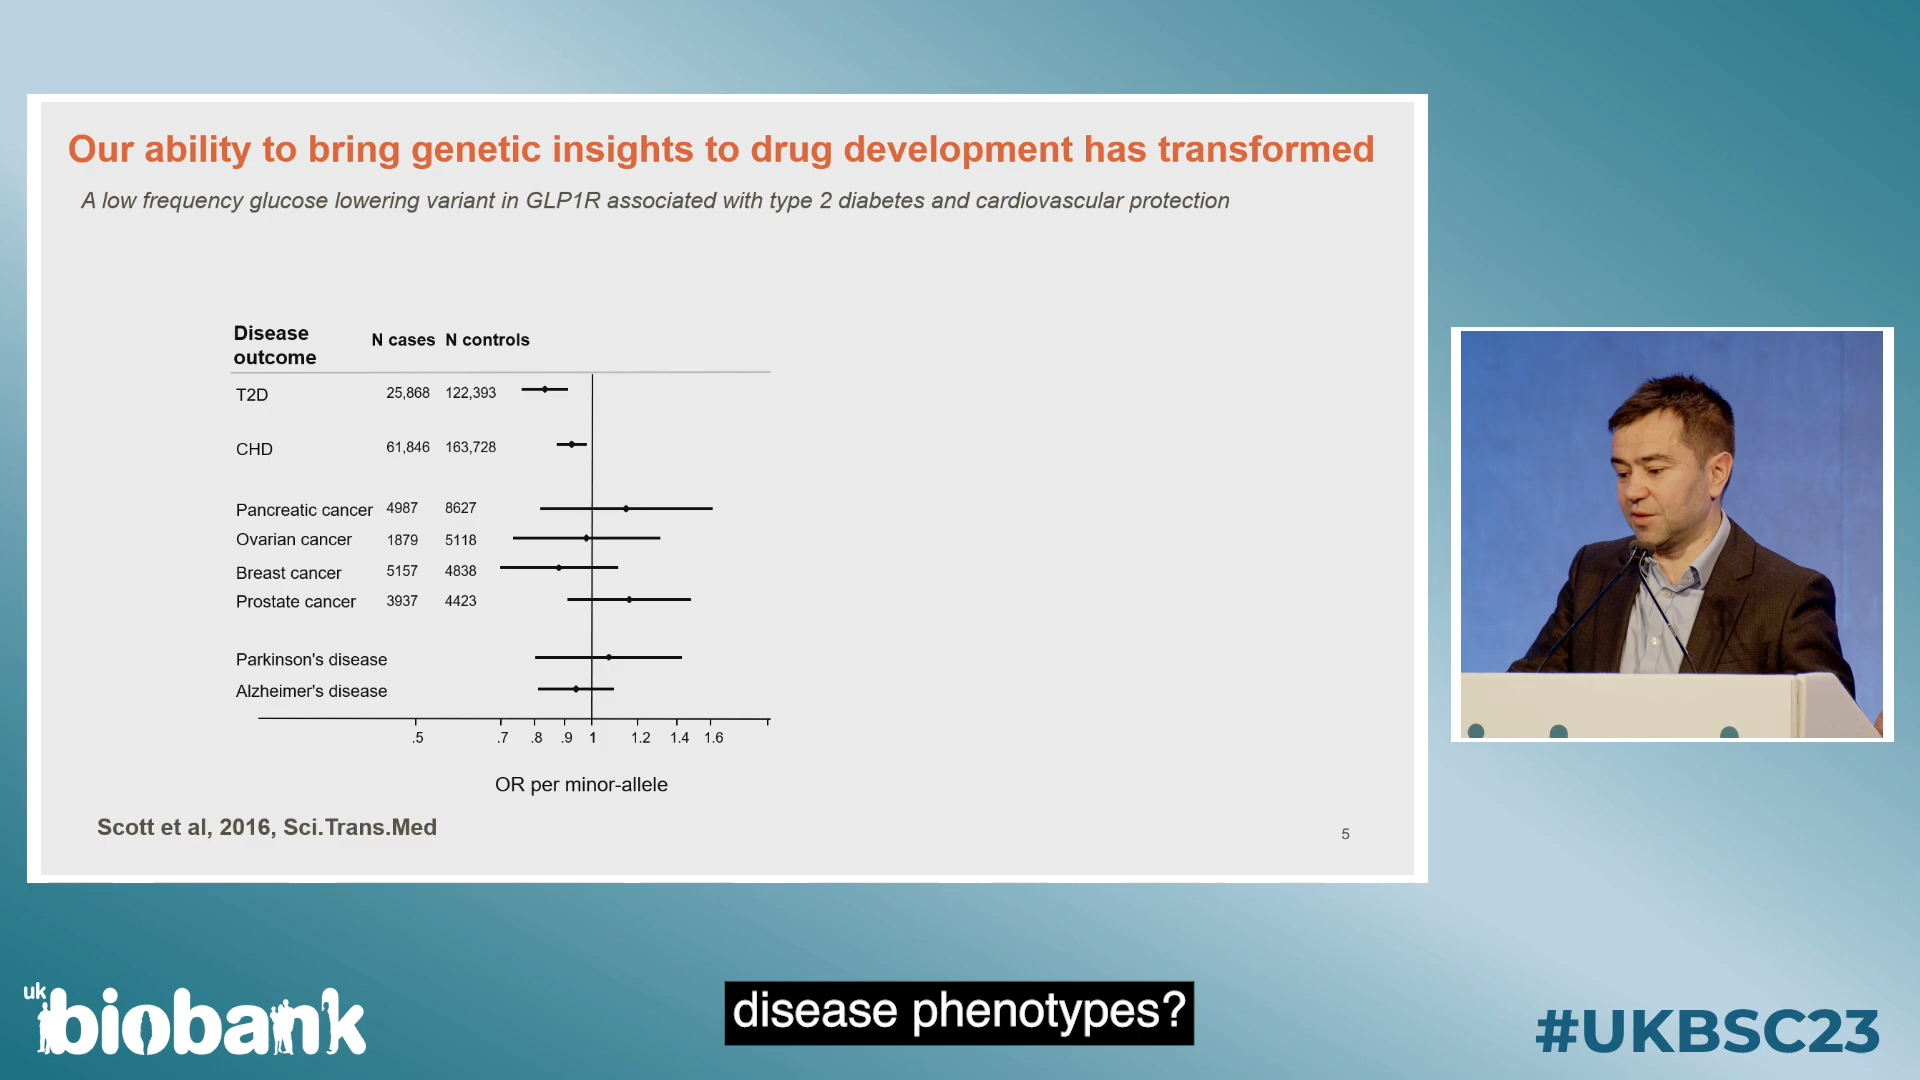 Our ability to bring genetic insights to drug development has transformed
A low frequency glucose lowering variant in GLP1R associated with type 2 diabetes and cardiovascular protection
Disease outcome N cases N controls
T2D 25,868 122,393
CHD 61,846 163,728
Pancreatic cancer 4987 8627
Ovarian cancer 1879 5118
Breast cancer 5157 4838
Prostate cancer 3937 4423
Parkinson's disease
Alzheimer's disease
.5 .7 .8 .9 1 1.2 1.4 1.6
OR per minor-allele
Scott et al, 2016, Sci.Trans.Med
5
uk biobank
disease phenotypes?
#UKBSC23